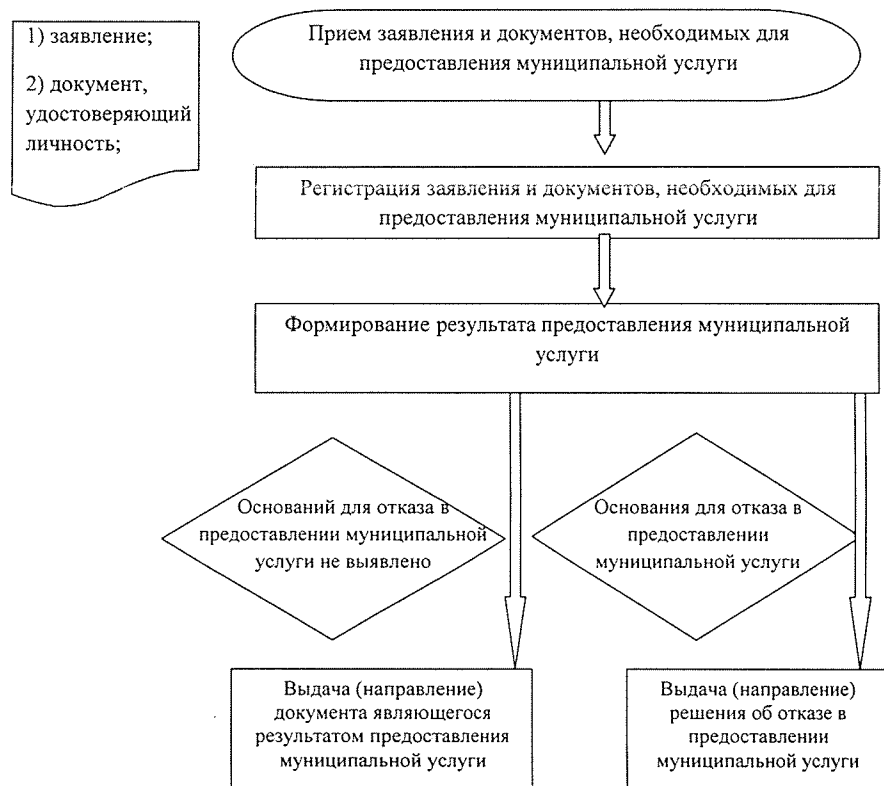 1) заявление;
2) документ,
удостоверяющий
личность;
Прием заявления и документов, необходимых для
предоставления муниципальной услуги
Регистрация заявления и документов, необходимых для
предоставления муниципальной услуги
Формирование результата предоставления муниципальной
услуги
Оснований для отказа в
предоставлении муниципальной
услуги не выявлено
Основания для отказа в
предоставлении
муниципальной услуги
Выдача (направление)
документа являющегося
результатом предоставления
муниципальной услуги
Выдача (направление)
решения об отказе в
предоставлении
муниципальной услуги